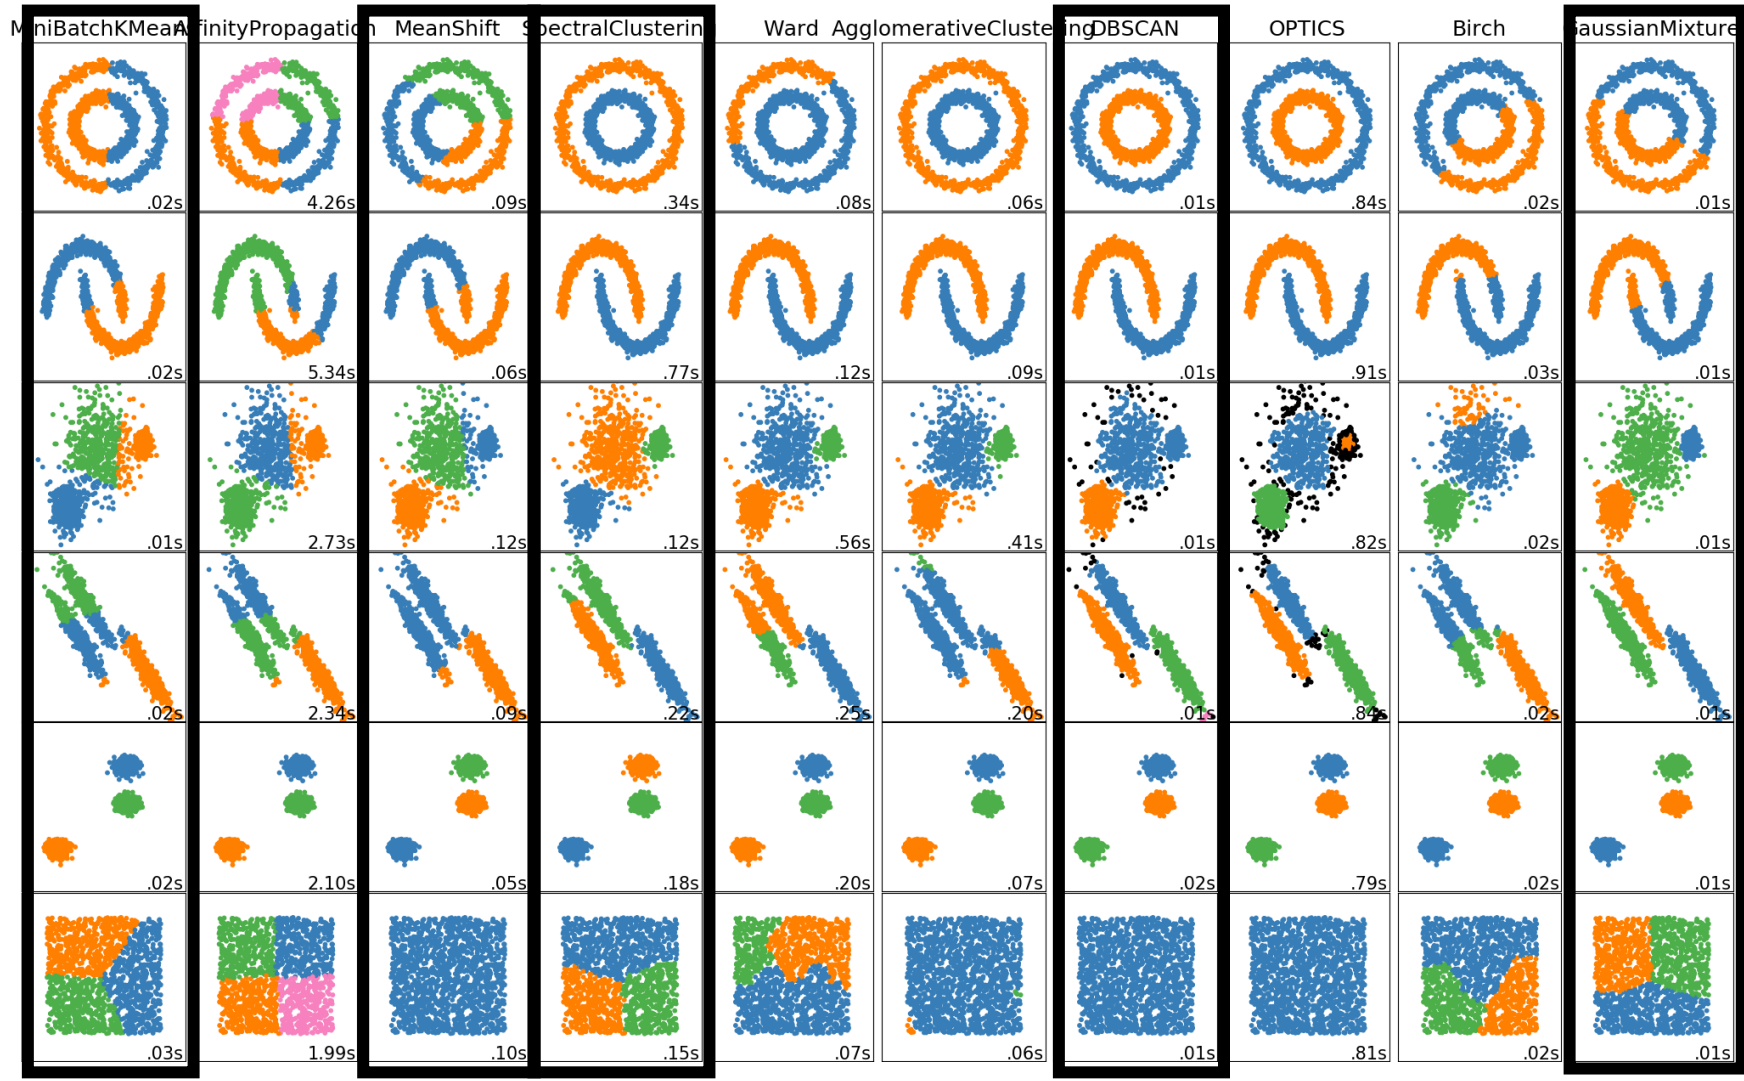 MiniBatchKMeans AffinityPropagation MeanShift SpectralClustering Ward AgglomerativeClustering DBSCAN OPTICS Birch GaussianMixture
.02s 4.26s .09s .34s .08s .06s .01s .84s .02s .01s
.02s 5.34s .06s .77s .12s .09s .01s .91s .03s .01s
.01s 2.73s .12s .12s .56s .41s .01s .82s .02s .01s
.02s 2.34s .09s .22s .25s .20s .01s .84s .02s .01s
.02s 2.10s .05s .18s .20s .07s .02s .79s .02s .01s
.03s 1.99s .10s .15s .07s .06s .01s .81s .02s .01s